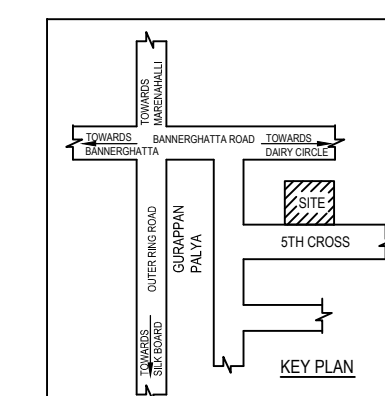 TOWARDS
MARENAHALLI
TOWARDS
BANNERGHATTA
BANNERGHATTA ROAD
TOWARDS
DAIRY CIRCLE
SITE
5TH CROSS
OUTER RING ROAD
GURAPPAN
PALYA
TOWARDS
SILK BOARD
KEY PLAN